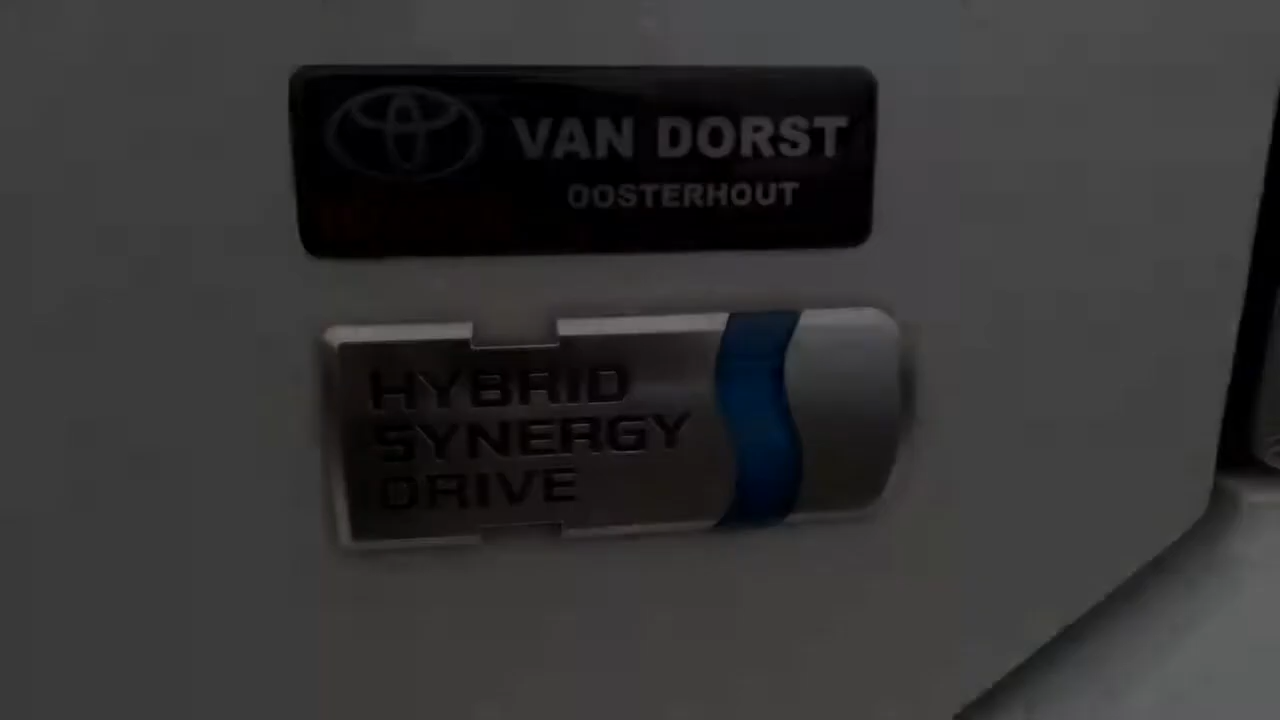 VAN DORST
OOSTERHOUT
HYBRID
SYNERGY
DRIVE